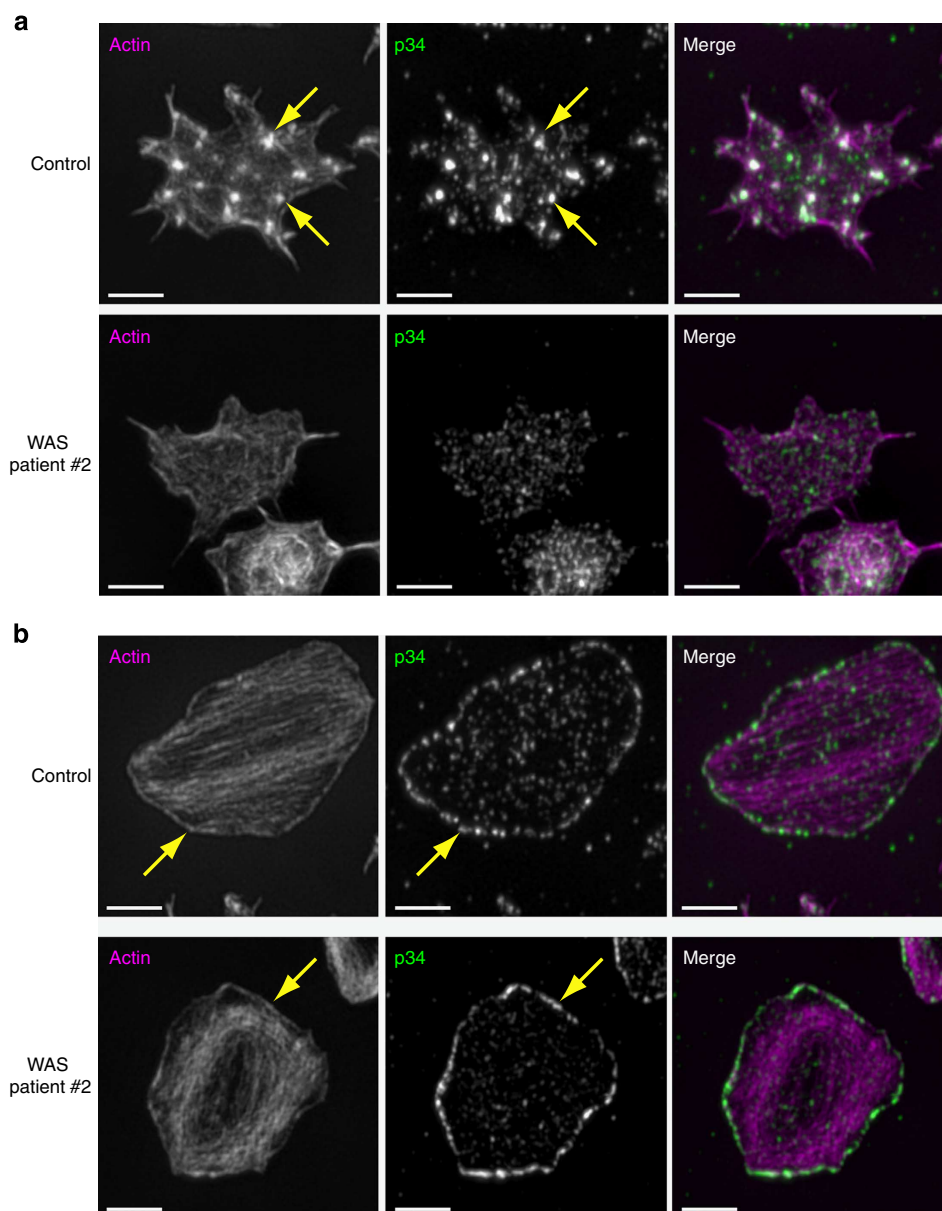 a
Actin
p34
Merge
Control
Actin
p34
Merge
WAS
patient #2
b
Actin
p34
Merge
Control
Actin
p34
Merge
WAS
patient #2